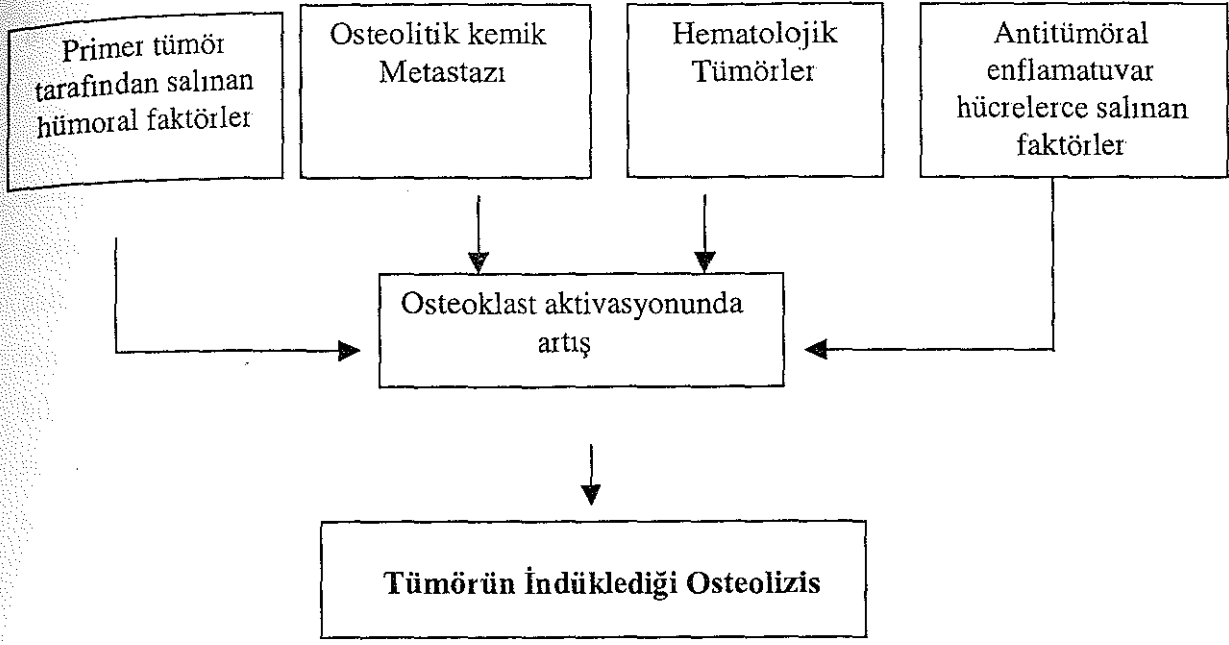 Primer tümör
tarafından salınan
hümoral faktörler
Osteolitik kemik
Metastazı
Hematolojik
Tümörler
Antitümöral
enflamatuvar
hücrelerce salınan
faktörler
Osteoklast aktivasyonunda
artış
Tümörün İndüklediği Osteolizis